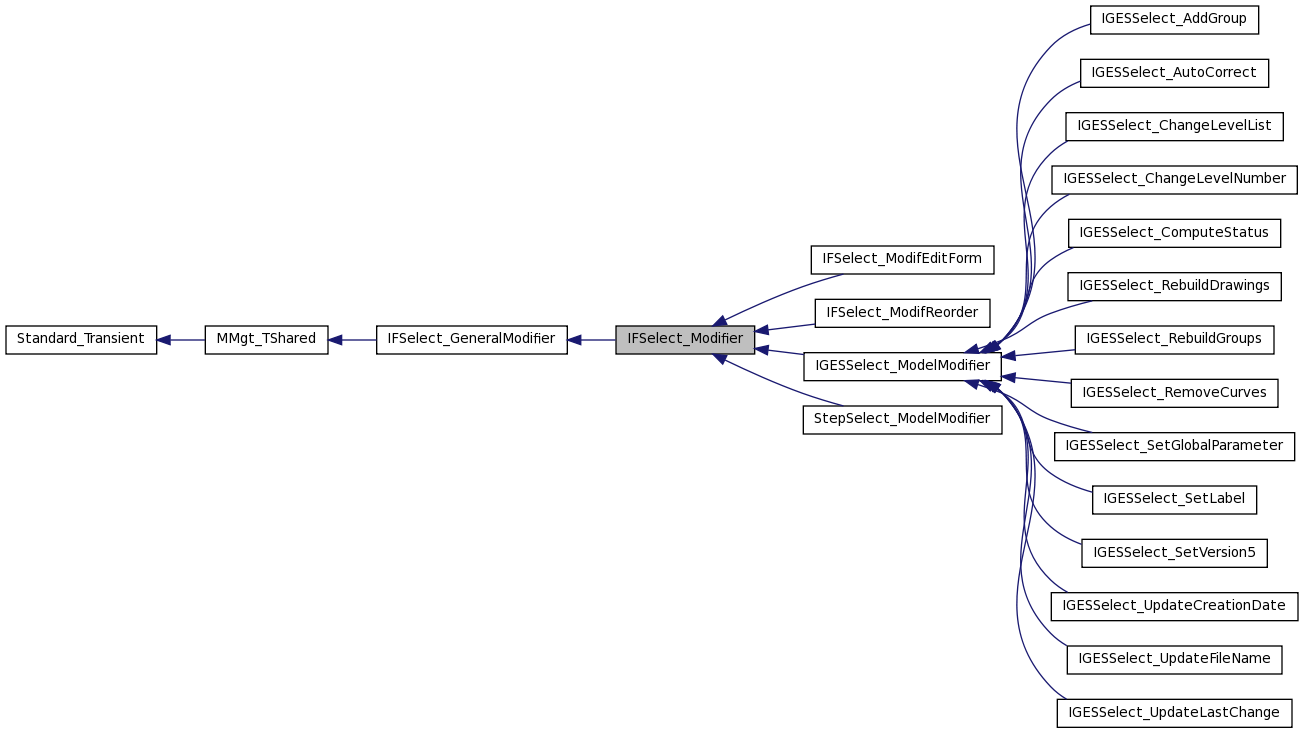 IGESSelect_AddGroup
IGESSelect_AutoCorrect
IGESSelect_ChangeLevelList
IGESSelect_ChangeLevelNumber
IGESSelect_ComputeStatus
IFSelect_ModifEditForm
IGESSelect_RebuildDrawings
IFSelect_ModifReorder
Standard_Transient
MMgt_TShared
IFSelect_GeneralModifier
IFSelect_Modifier
IGESSelect_RebuildGroups
IGESSelect_ModelModifier
IGESSelect_RemoveCurves
StepSelect_ModelModifier
IGESSelect_SetGlobalParameter
IGESSelect_SetLabel
IGESSelect_SetVersion5
IGESSelect_UpdateCreationDate
IGESSelect_UpdateFileName
IGESSelect_UpdateLastChange